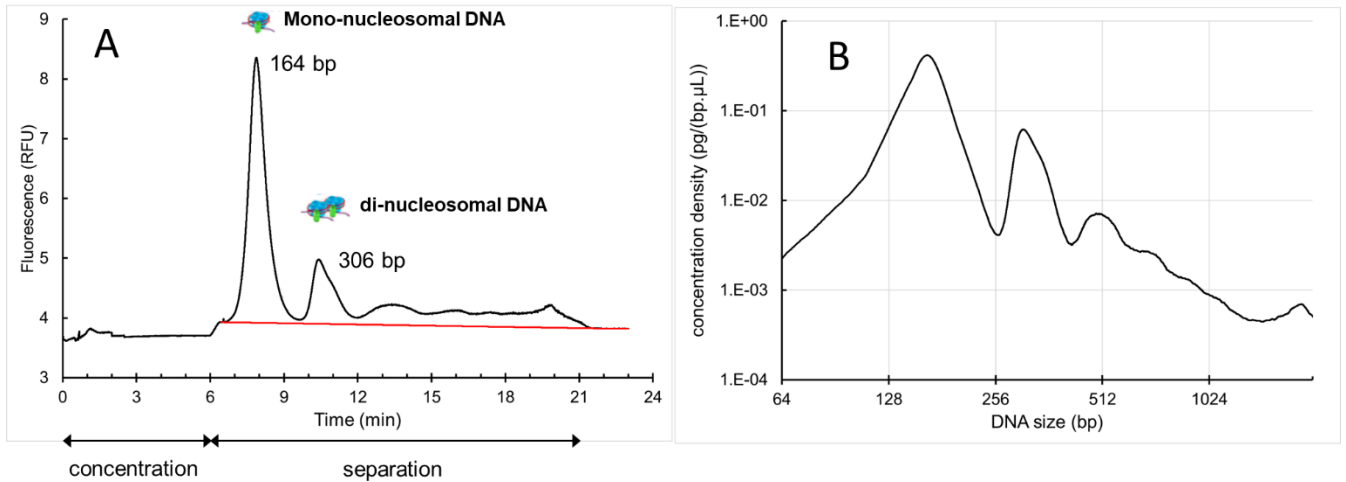 Mono-nucleosomal DNA
A
164 bp
di-nucleosomal DNA
306 bp
Fluorescence (RFU)
9
8
7
6
5
4
3
0 3 6 9 12 15 18 21 24
Time (min)
concentration separation
B
concentration density (pg/(bp.µL))
1.E+00
1.E-01
1.E-02
1.E-03
1.E-04
64 128 256 512 1024
DNA size (bp)